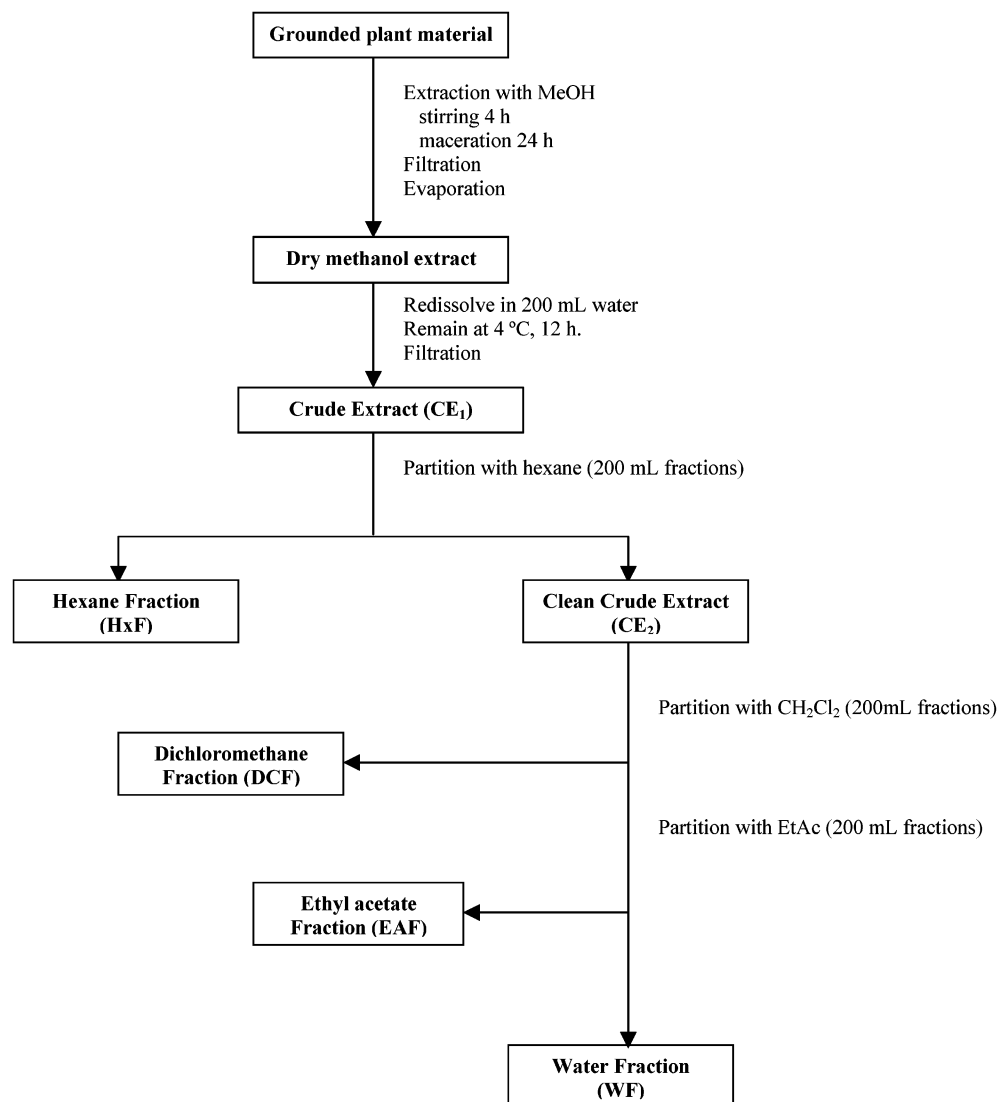 Grounded plant material
Extraction with MeOH
stirring 4 h
maceration 24 h
Filtration
Evaporation
Dry methanol extract
Redissolve in 200 mL water
Remain at 4 ºC, 12 h.
Filtration
Crude Extract (CE₁)
Partition with hexane (200 mL fractions)
Hexane Fraction
(HxF)
Clean Crude Extract
(CE₂)
Partition with CH₂Cl₂ (200mL fractions)
Dichloromethane
Fraction (DCF)
Partition with EtAc (200 mL fractions)
Ethyl acetate
Fraction (EAF)
Water Fraction
(WF)